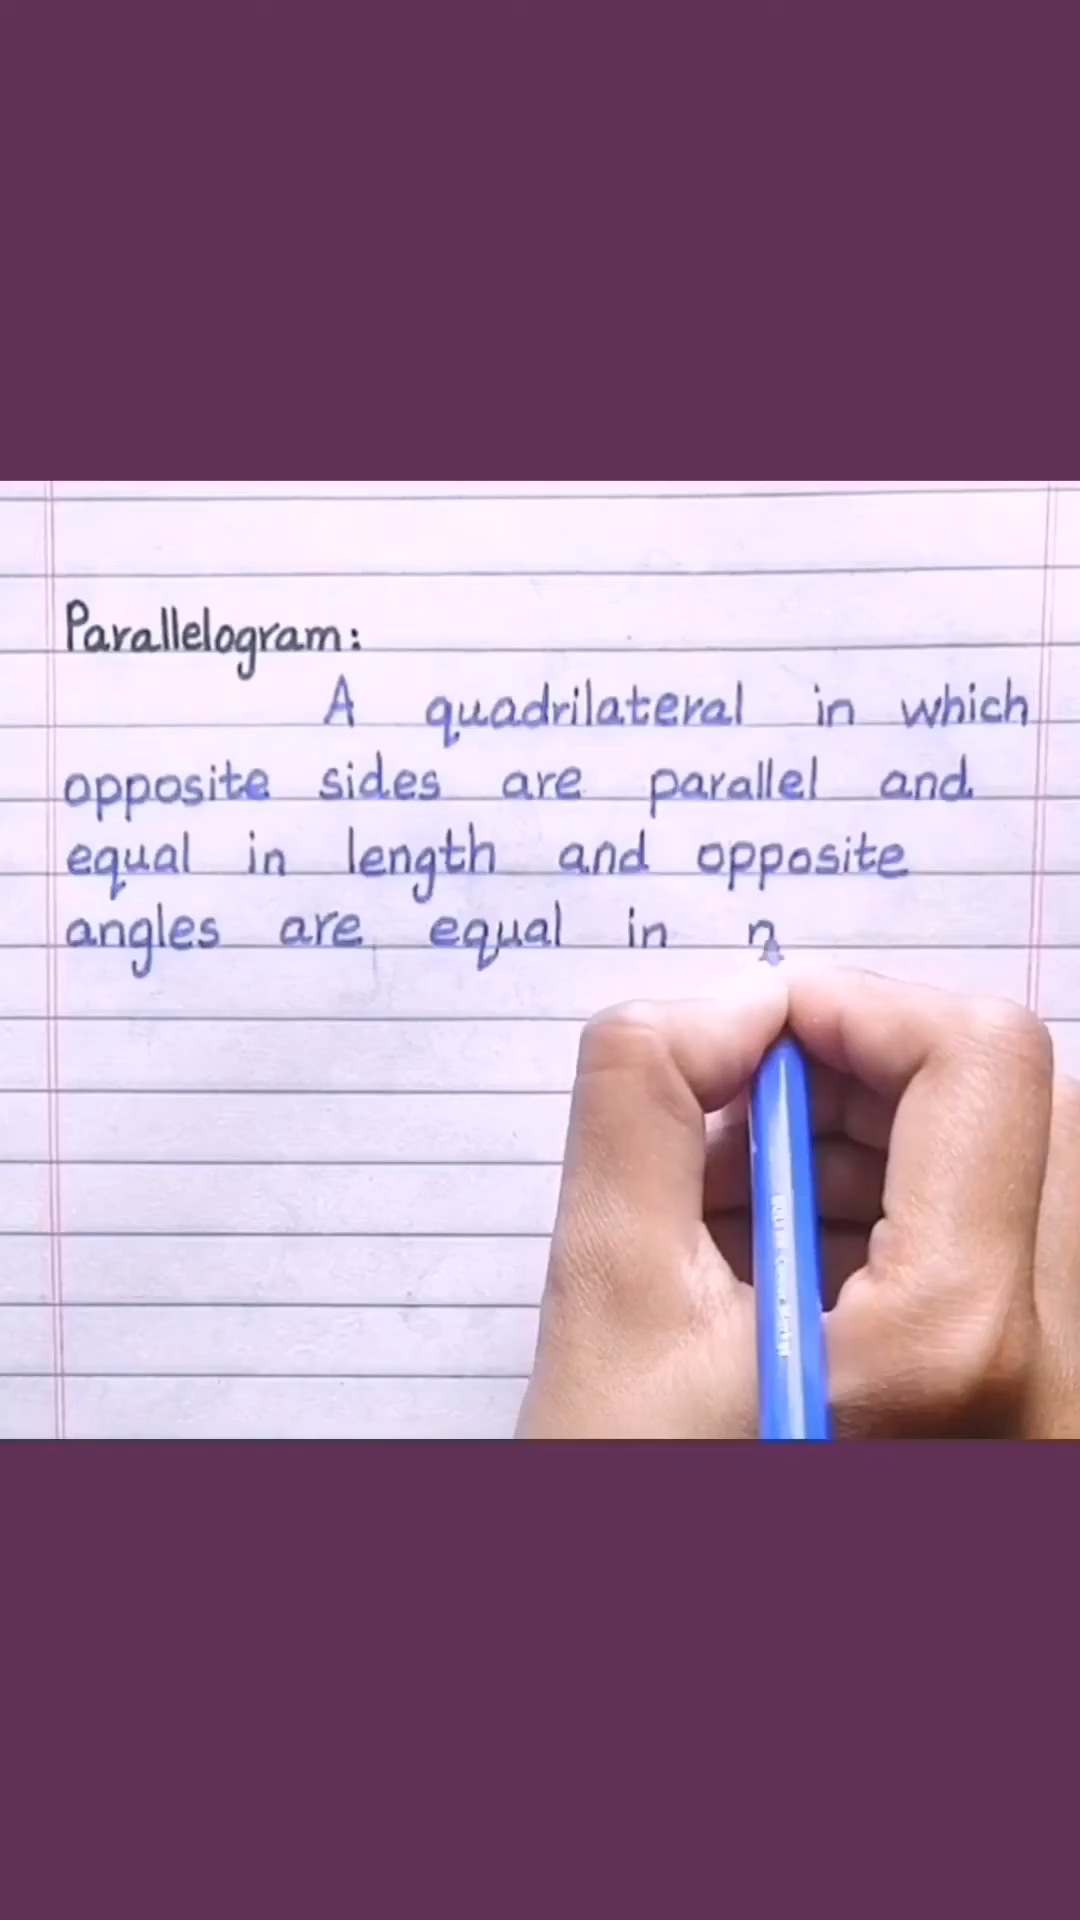 Parallelogram:
A quadrilateral in which
opposite sides are parallel and
equal in length and opposite
angles are equal in